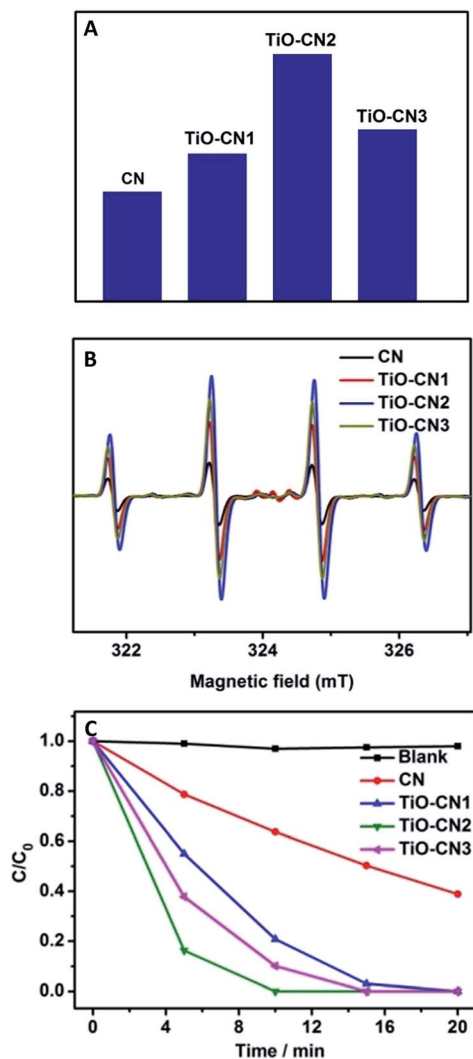 A
TiO-CN2
TiO-CN3
TiO-CN1
CN
B
CN
TiO-CN1
TiO-CN2
TiO-CN3
322
324
326
Magnetic field (mT)
C
1.0
0.8
0.6
0.4
0.2
0.0
C/C0
Blank
CN
TiO-CN1
TiO-CN2
TiO-CN3
0
4
8
12
16
20
Time / min